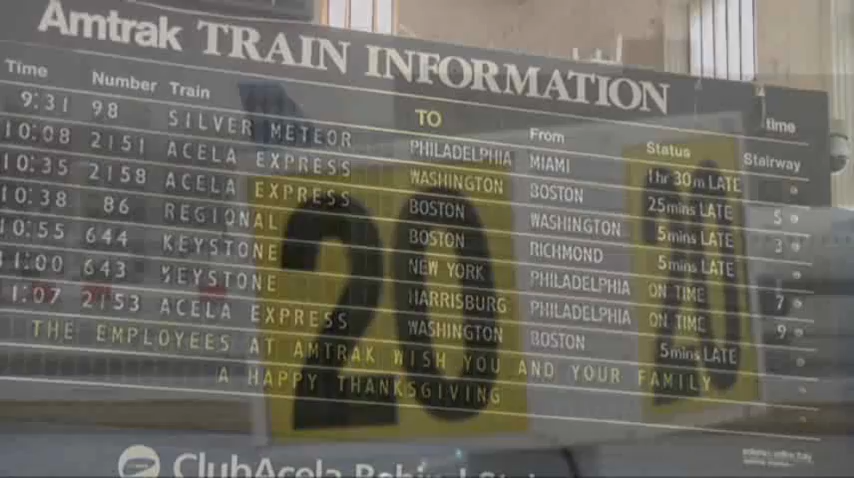 Amtrak TRAIN INFORMATION
Time Number Train TO From Status time
Stairway
9:31 98 SILVER METEOR PHILADELPHIA MIAMI 1hr 30m LATE
10:08 2151 ACELA EXPRESS WASHINGTON BOSTON 25mins LATE 5
10:35 2158 ACELA EXPRESS BOSTON WASHINGTON 5mins LATE 3
10:38 86 REGIONAL BOSTON RICHMOND 5mins LATE
10:55 644 KEYSTONE NEW YORK PHILADELPHIA ON TIME 7
11:00 643 KEYSTONE HARRISBURG PHILADELPHIA ON TIME 9
1:07 2153 ACELA EXPRESS WASHINGTON BOSTON 5mins LATE
THE EMPLOYEES AT AMTRAK WISH YOU AND YOUR FAMILY
A HAPPY THANKSGIVING
20 20
ClubAcela Behind